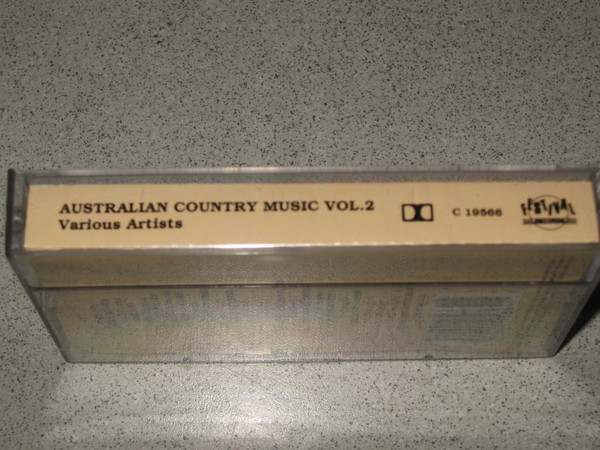 AUSTRALIAN COUNTRY MUSIC VOL.2
Various Artists
C 19566
FESTIVAL